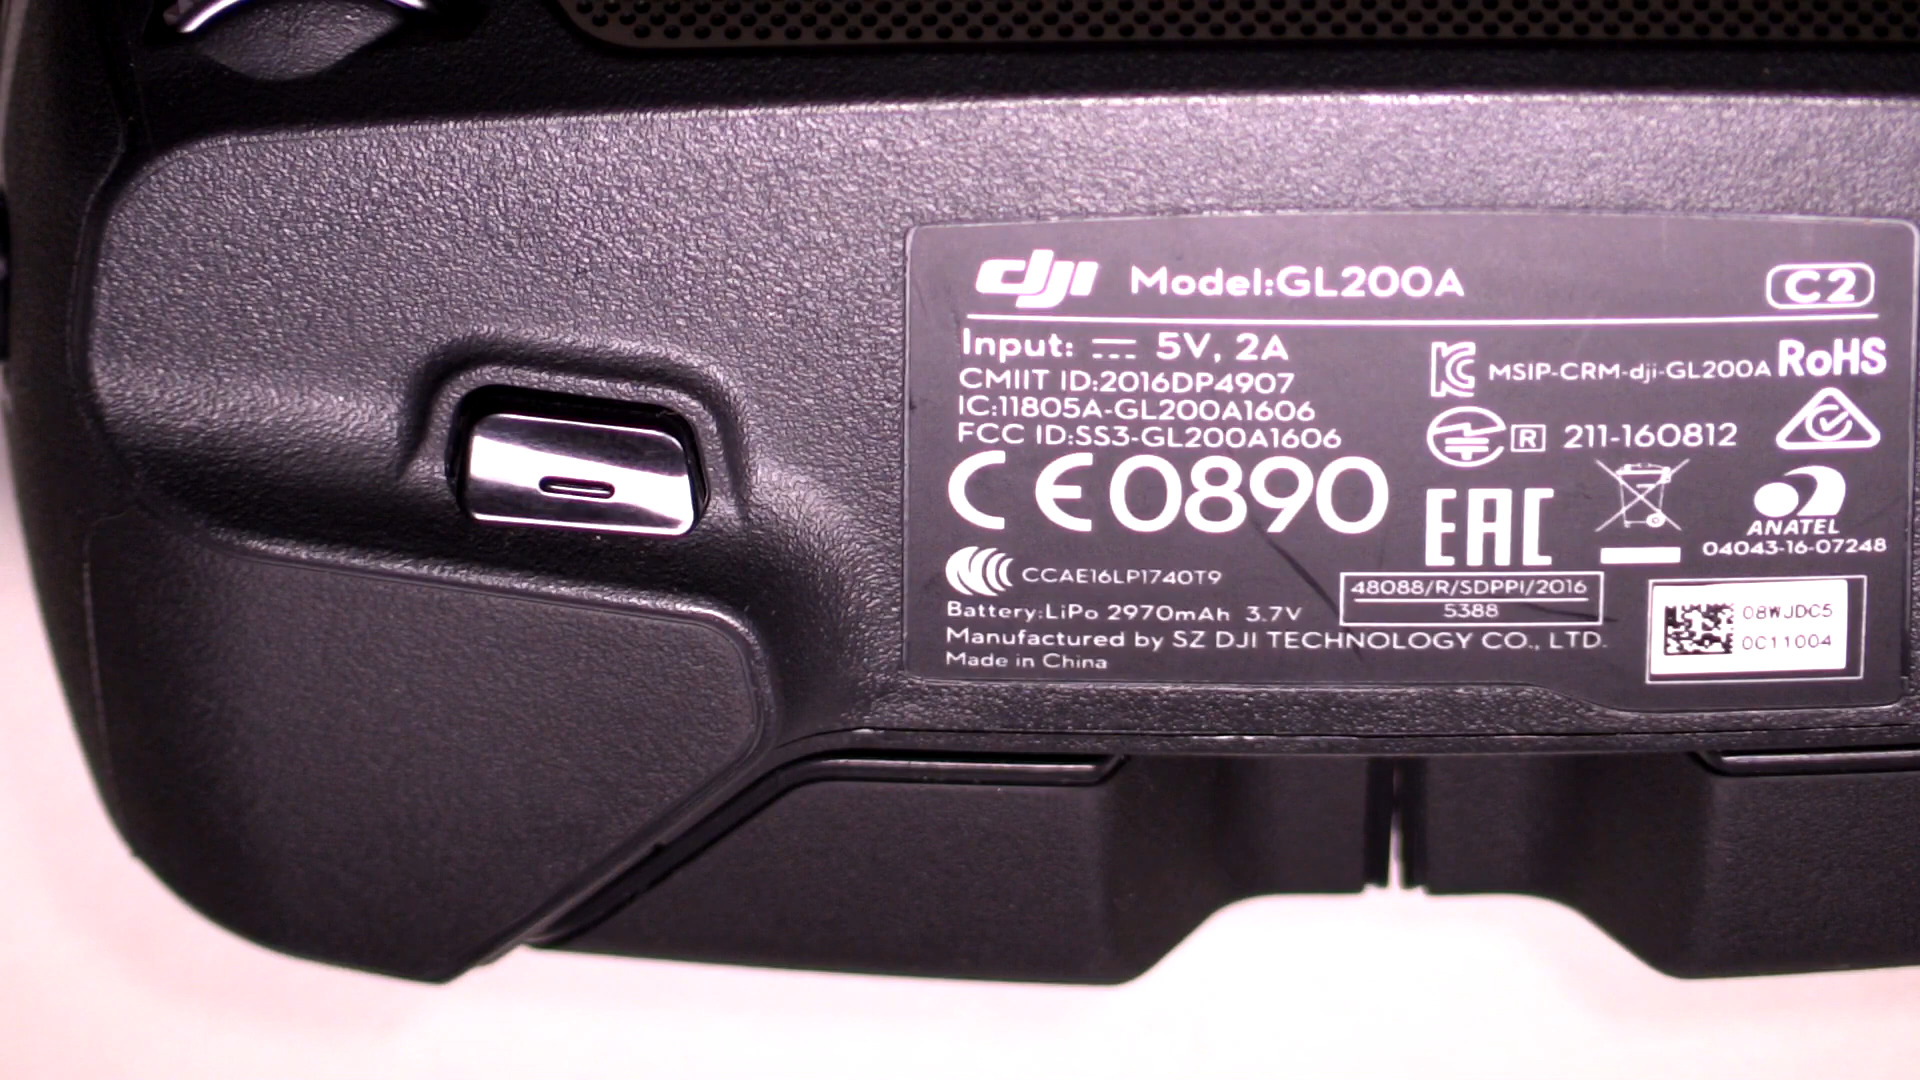 dji Model:GL200A C2
Input: 5V, 2A
CMIIT ID:2016DP4907
IC:11805A-GL200A1606
FCC ID:SS3-GL200A1606
CE0890
CCAE16LP1740T9
Battery:LiPo 2970mAh 3.7V
Manufactured by SZ DJI TECHNOLOGY CO., LTD.
Made in China
MSIP-CRM-dji-GL200A RoHS
R 211-160812
EAC
ANATEL
04043-16-07248
48088/R/SDPPI/2016
5388
08WJDC5
0C11004